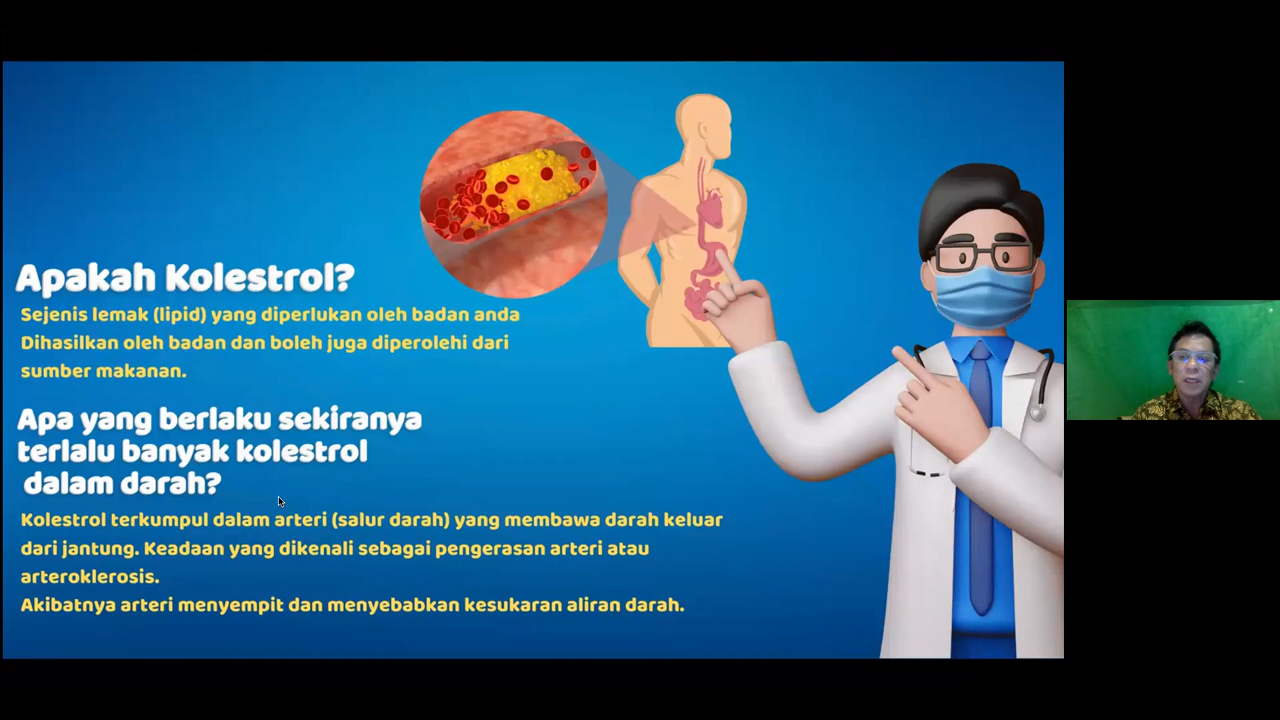 Apakah Kolestrol?
Sejenis lemak (lipid) yang diperlukan oleh badan anda
Dihasilkan oleh badan dan boleh juga diperolehi dari
sumber makanan.
Apa yang berlaku sekiranya
terlalu banyak kolestrol
dalam darah?
Kolestrol terkumpul dalam arteri (salur darah) yang membawa darah keluar
dari jantung. Keadaan yang dikenali sebagai pengerasan arteri atau
arteroklerosis.
Akibatnya arteri menyempit dan menyebabkan kesukaran aliran darah.